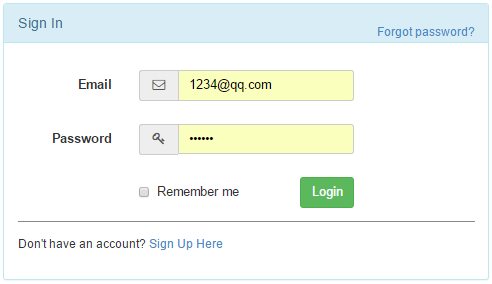 Sign In
Forgot password?
Email
1234@qq.com
Password
••••••
Remember me
Login
Don't have an account? Sign Up Here